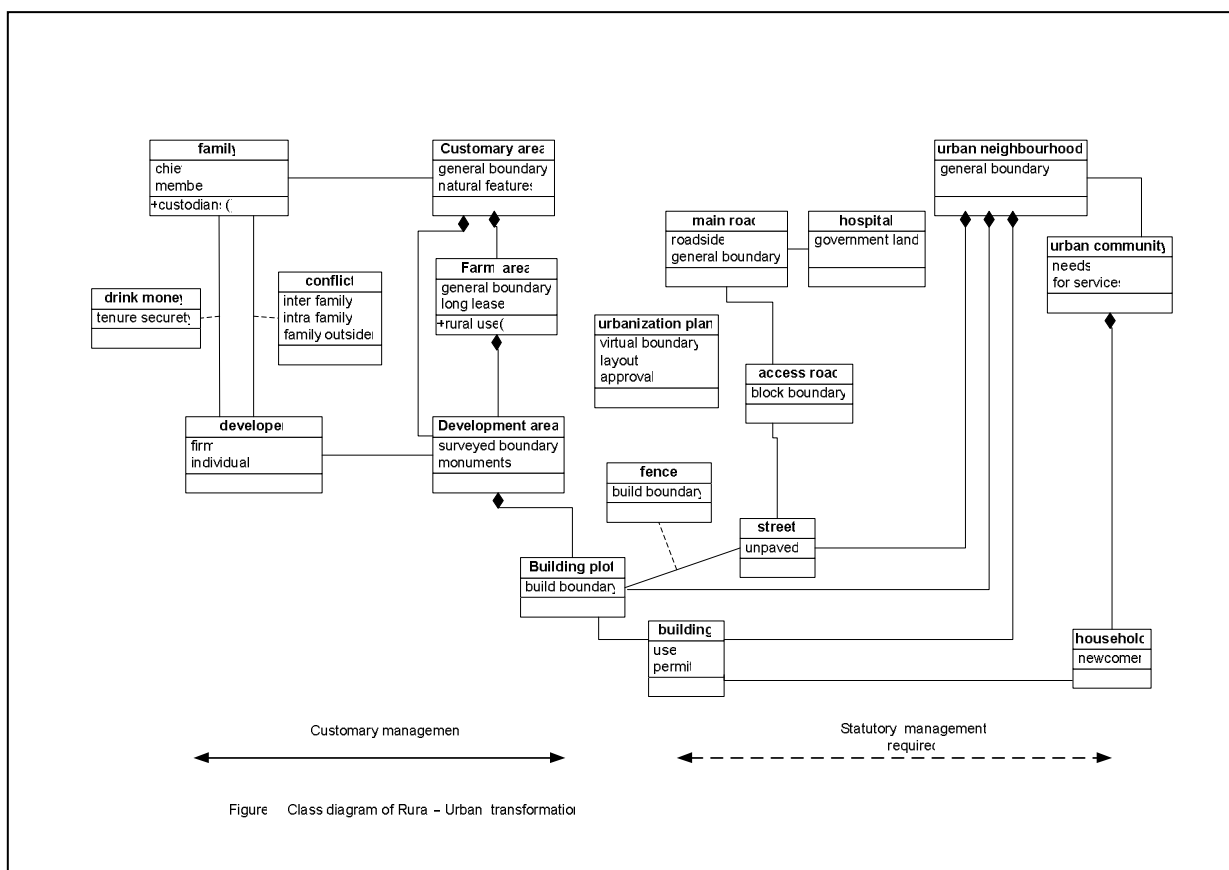 family
chie
membe
+custodians (
Customary area
general boundary
natural features
urban neighbourhood
general boundary
main road
roadside
general boundary
hospital
government land
urban community
needs
for services
Farm area
general boundary
long lease
+rural use(
conflict
inter family
intra family
family outsider
drink money
tenure securety
urbanization plan
virtual boundary
layout
approval
access road
block boundary
develope
firm
individual
Development area
surveyed boundary
monuments
fence
build boundary
street
unpaved
Building plot
build boundary
building
use
permit
household
newcomer
Customary managemen
Statutory management
required
Figure Class diagram of Rura – Urban transformation